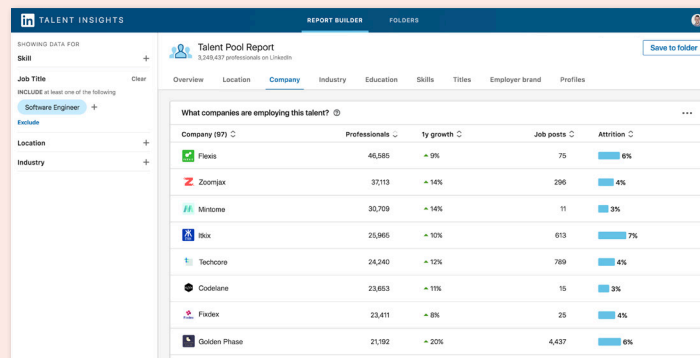 in TALENT INSIGHTS
REPORT BUILDER FOLDERS
SHOWING DATA FOR
Skill +
Job Title Clear
INCLUDE at least one of the following
Software Engineer +
Exclude
Location +
Industry +
Talent Pool Report
3,249,437 professionals on LinkedIn
Save to folder
Overview Location Company Industry Education Skills Titles Employer brand Profiles
What companies are employing this talent?
Company (97) Professionals 1y growth Job posts Attrition
Flexis 46,585 9% 75 6%
Zoomjax 37,113 14% 296 4%
Mintome 30,709 14% 11 3%
Itkix 25,965 10% 613 7%
Techcore 24,240 12% 789 4%
Codelane 23,653 11% 15 3%
Fixdex 23,411 8% 25 4%
Golden Phase 21,192 20% 4,437 6%